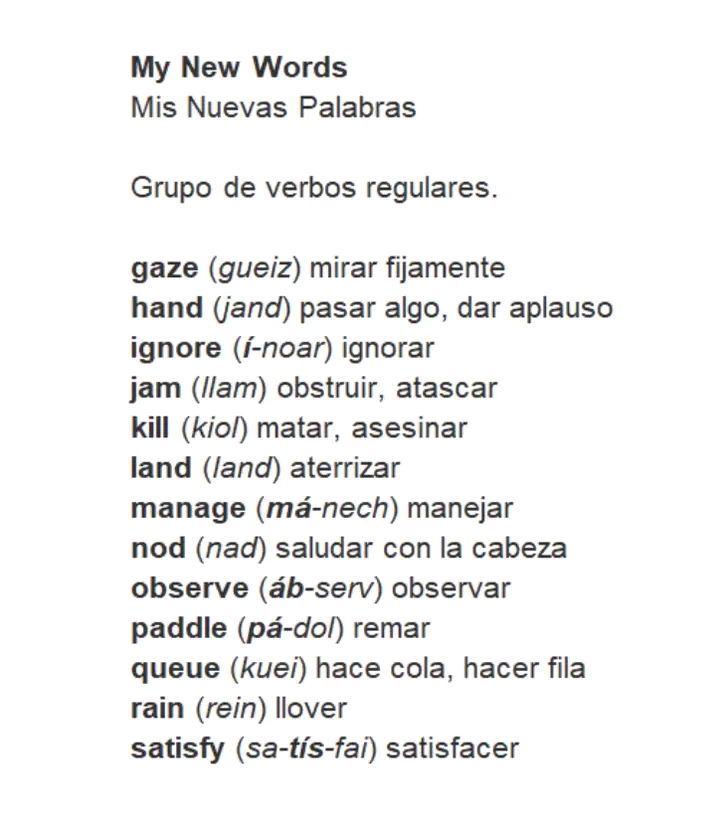 My New Words
Mis Nuevas Palabras
Grupo de verbos regulares.
gaze (gueiz) mirar fijamente
hand (jand) pasar algo, dar aplauso
ignore (í-noar) ignorar
jam (llam) obstruir, atascar
kill (kiol) matar, asesinar
land (land) aterrizar
manage (má-nech) manejar
nod (nad) saludar con la cabeza
observe (áb-serv) observar
paddle (pá-dol) remar
queue (kuei) hace cola, hacer fila
rain (rein) llover
satisfy (sa-tís-fai) satisfacer